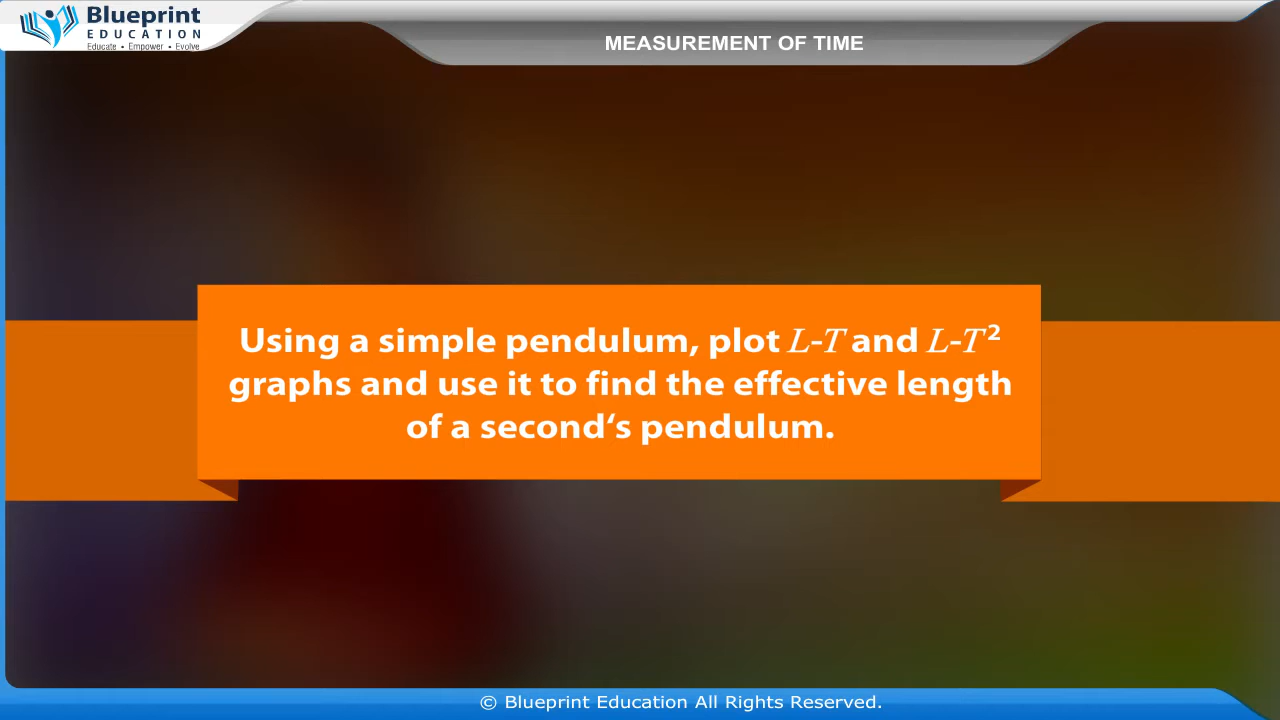 Blueprint
EDUCATION
Educate • Empower • Evolve
MEASUREMENT OF TIME
Using a simple pendulum, plot L-T and L-T²
graphs and use it to find the effective length
of a second‘s pendulum.
© Blueprint Education All Rights Reserved.